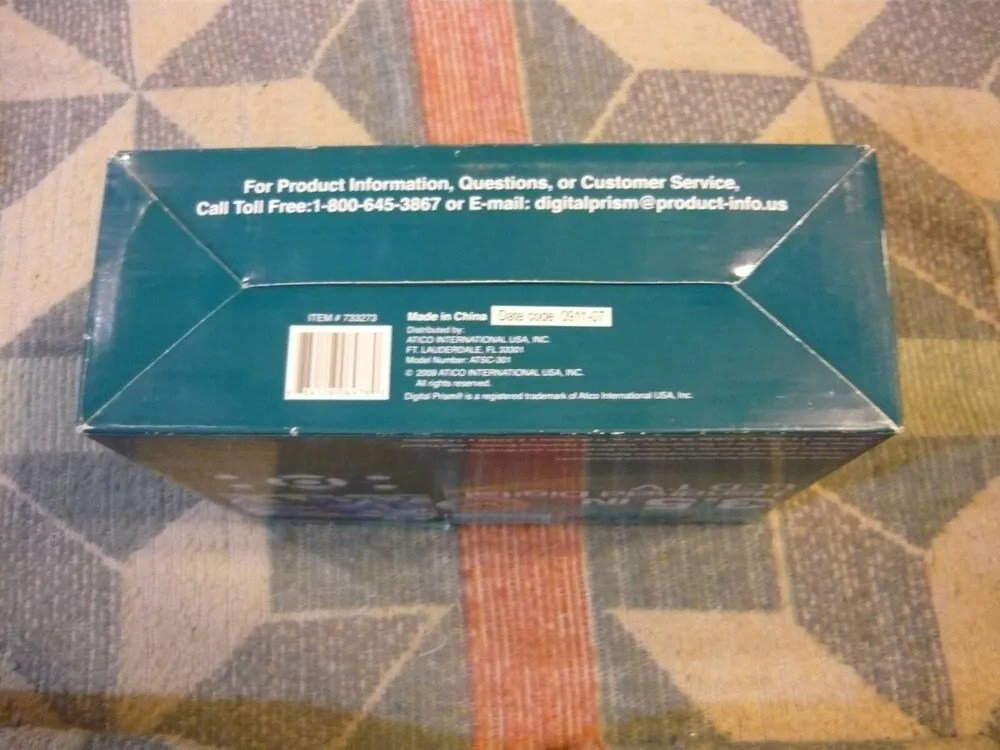 For Product Information, Questions, or Customer Service,
Call Toll Free:1-800-645-3867 or E-mail: digitalprism@product-info.us
ITEM # 733273
Made in China Date code: 0911-07
Distributed by:
ATICO INTERNATIONAL USA, INC.
FT. LAUDERDALE, FL 33301
Model Number: ATSC-301
© 2009 ATICO INTERNATIONAL USA, INC.
All rights reserved.
Digital Prism® is a registered trademark of Atico International USA, Inc.